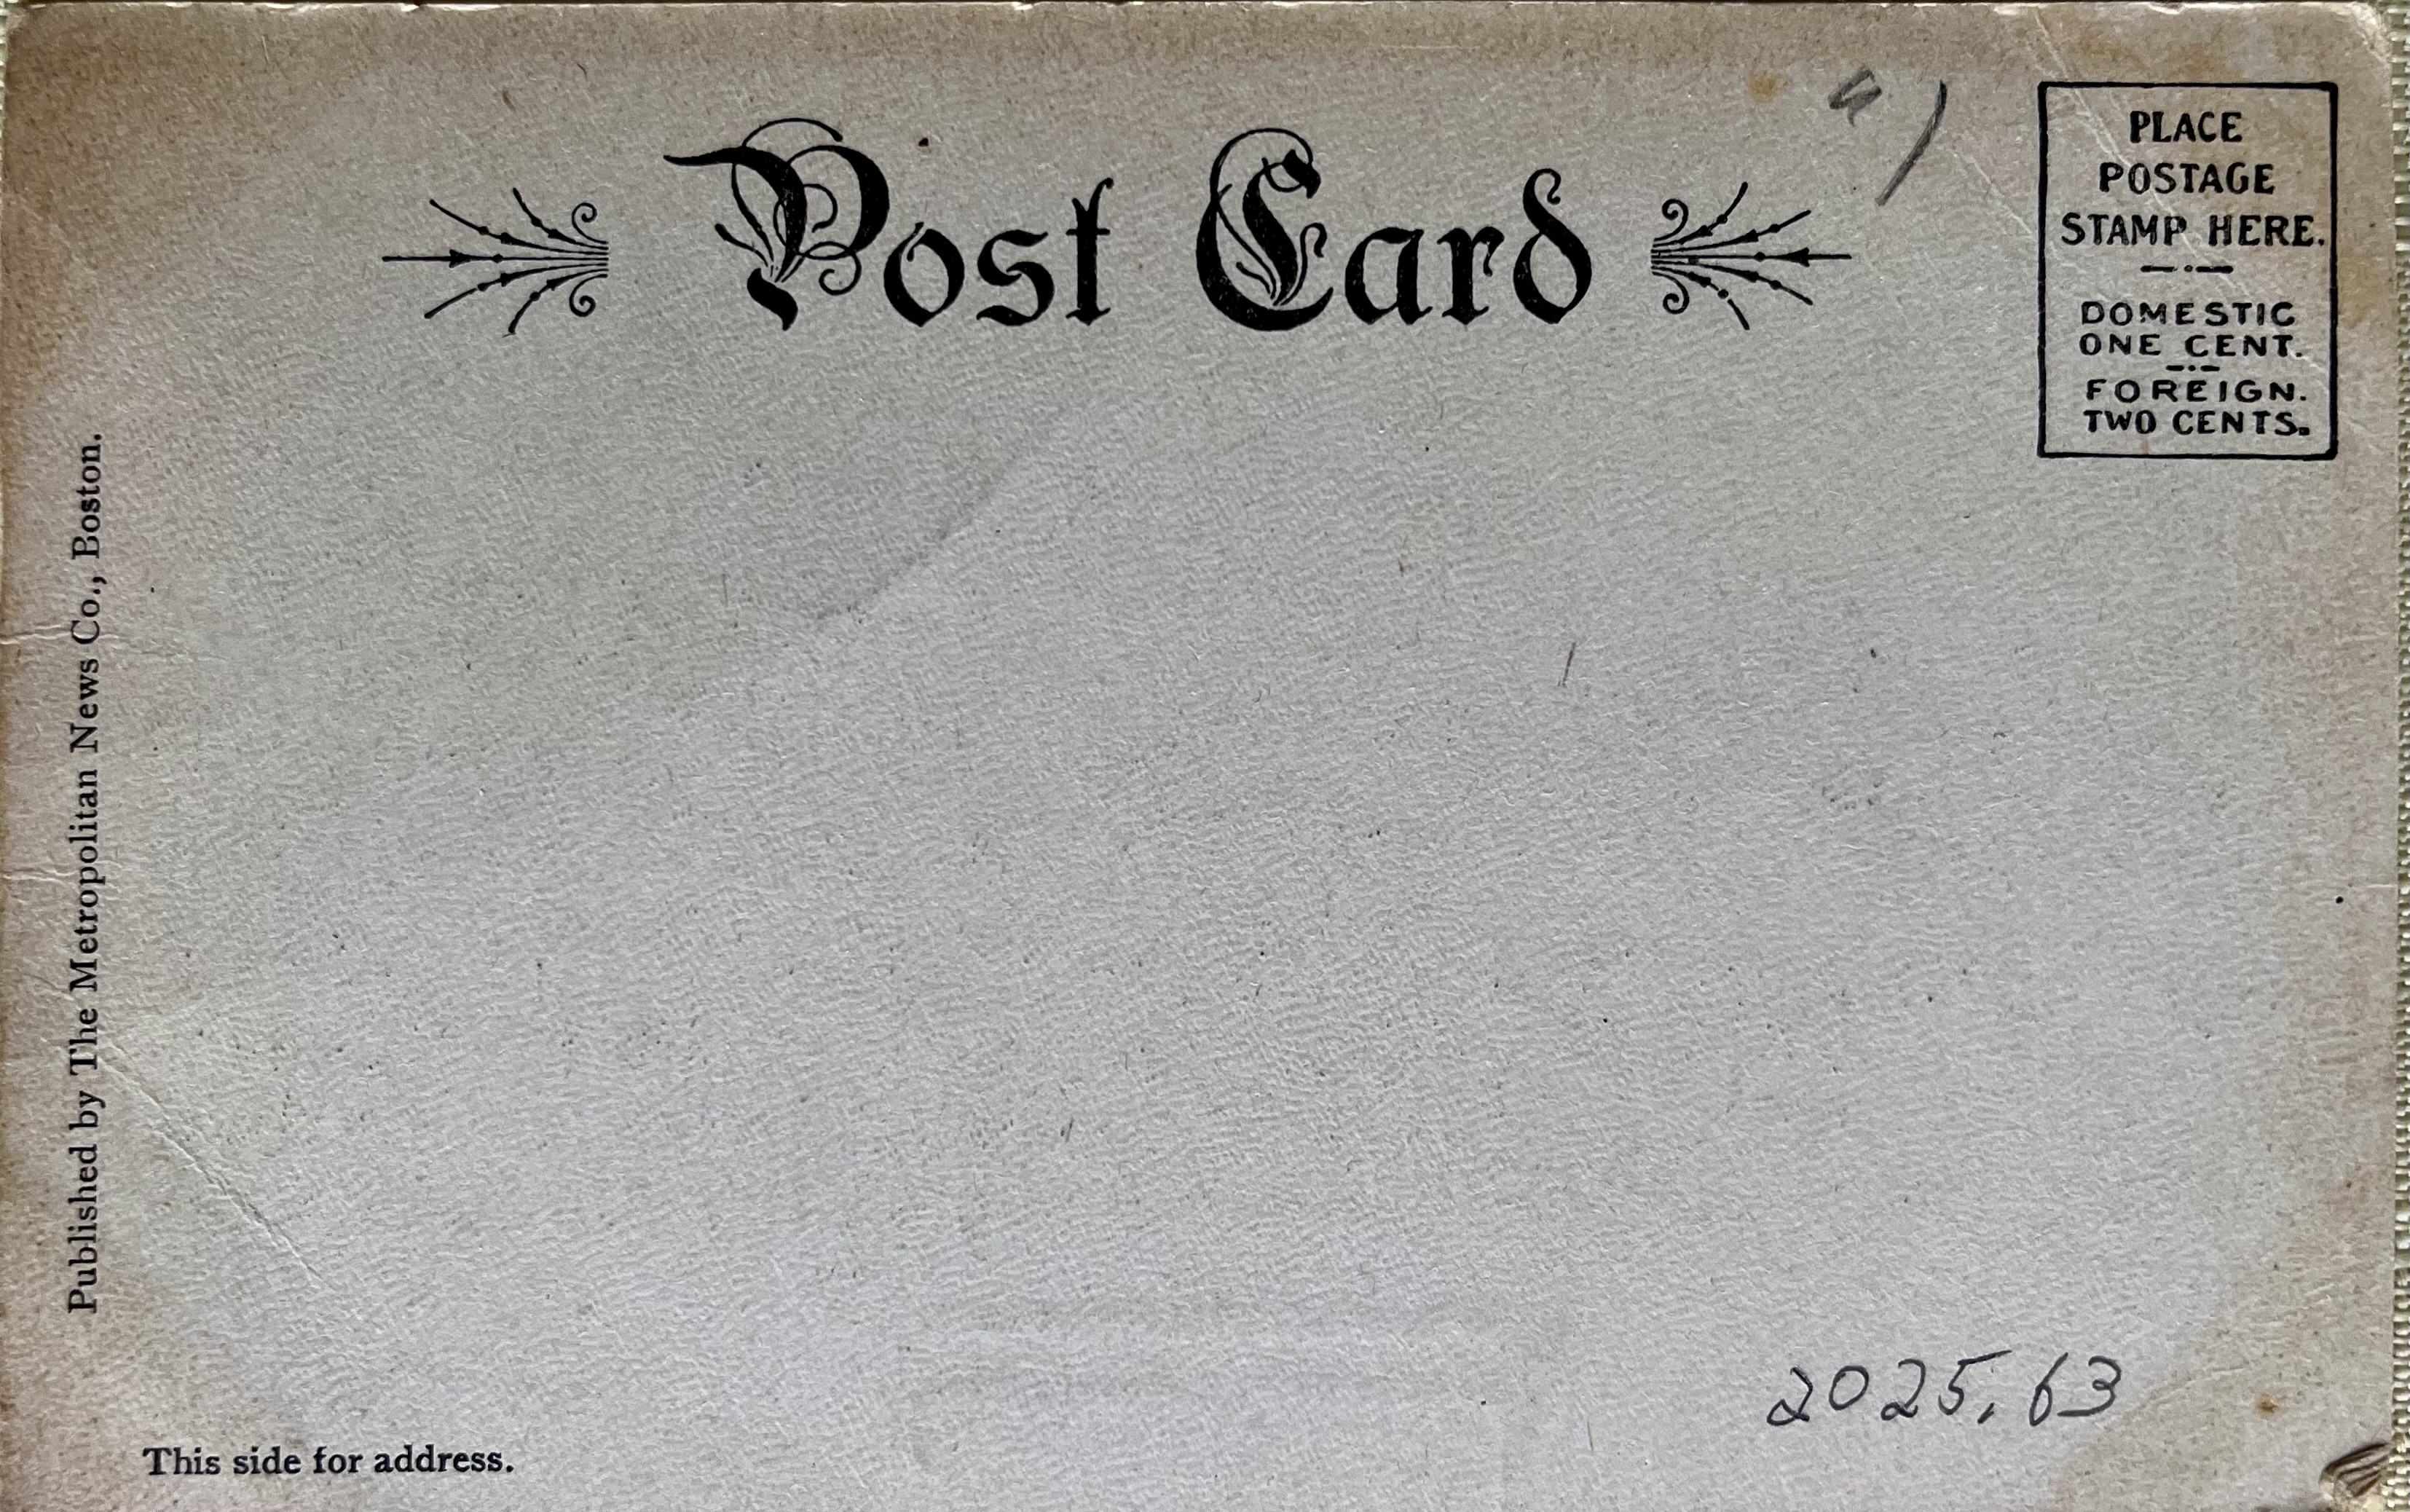 Post Card
PLACE
POSTAGE
STAMP HERE.
DOMESTIC
ONE CENT.
FOREIGN.
TWO CENTS.
Published by The Metropolitan News Co., Boston.
2025.63
This side for address.